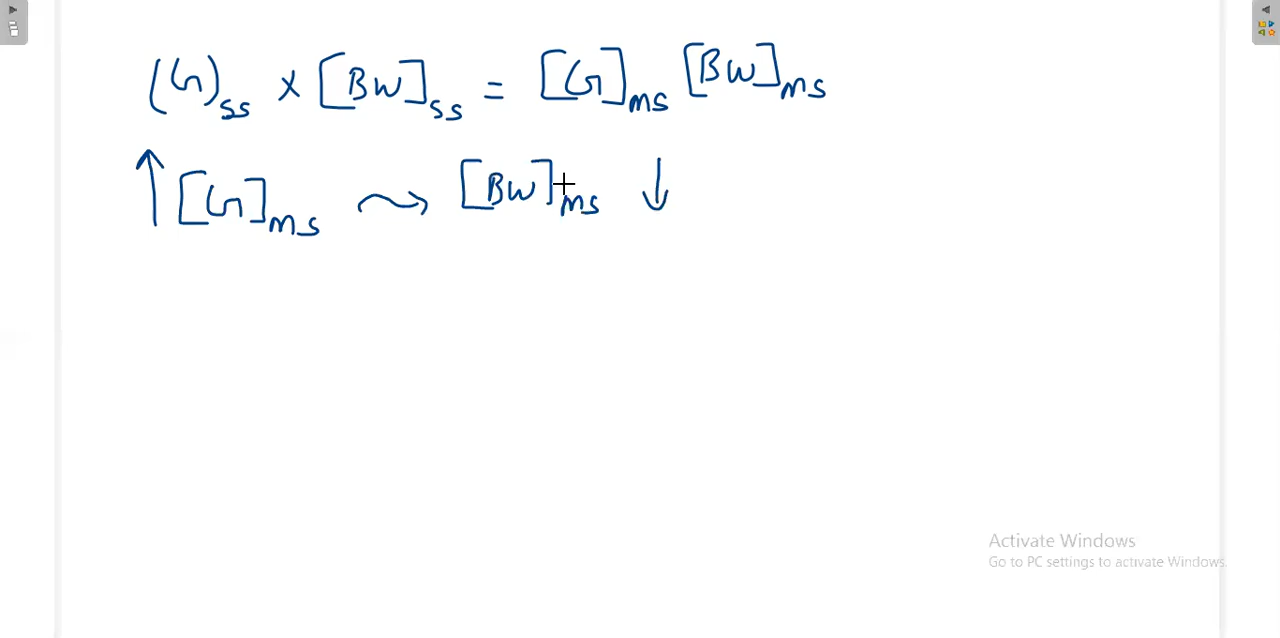 (G)ss × [BW]ss = [G]ms [BW]ms
↑ [G]ms ⇝ [BW]ms ↓
Activate Windows
Go to PC settings to activate Windows.